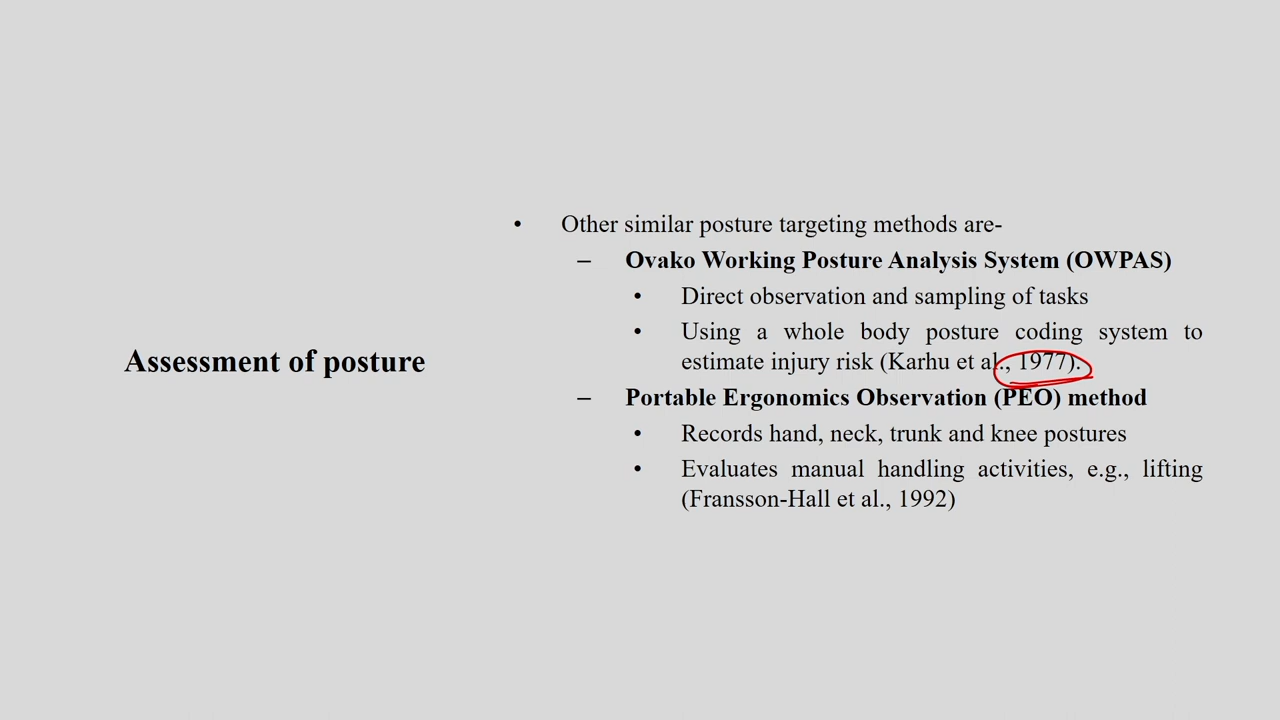 Assessment of posture
• Other similar posture targeting methods are-
– Ovako Working Posture Analysis System (OWPAS)
• Direct observation and sampling of tasks
• Using a whole body posture coding system to
estimate injury risk (Karhu et al., 1977).
– Portable Ergonomics Observation (PEO) method
• Records hand, neck, trunk and knee postures
• Evaluates manual handling activities, e.g., lifting
(Fransson-Hall et al., 1992)